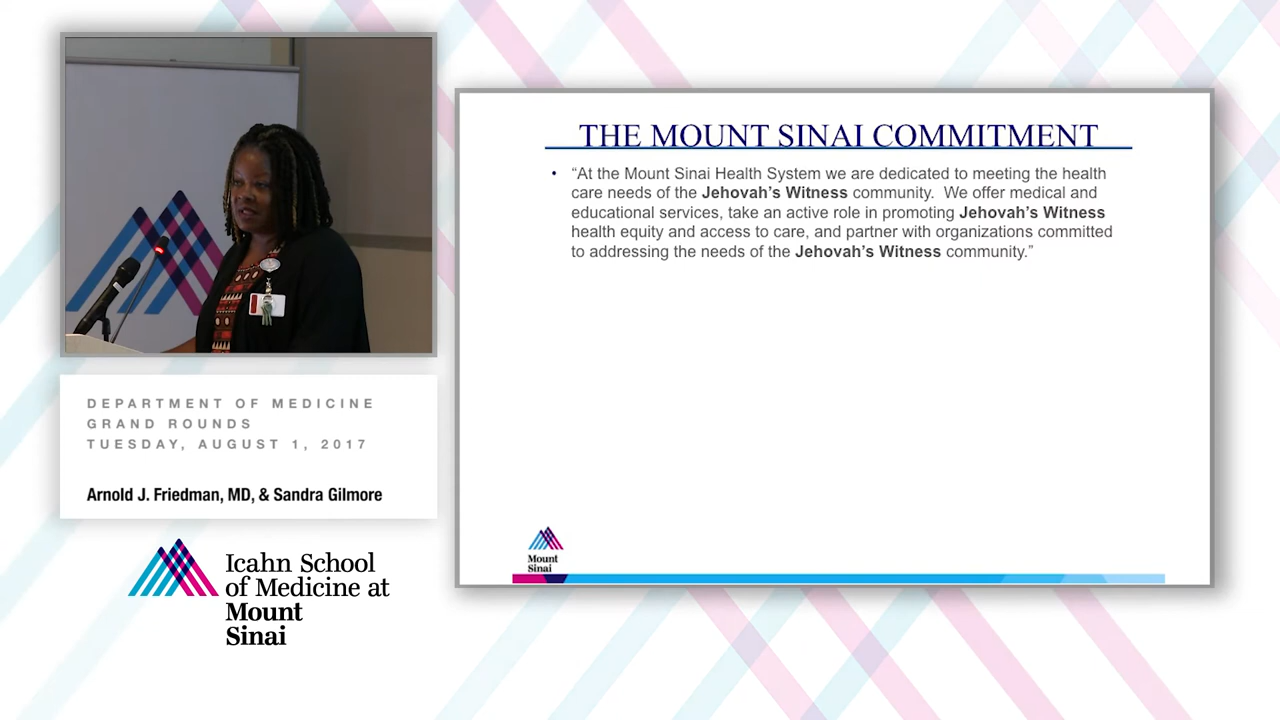 DEPARTMENT OF MEDICINE
GRAND ROUNDS
TUESDAY, AUGUST 1, 2017
Arnold J. Friedman, MD, & Sandra Gilmore
Icahn School
of Medicine at
Mount
Sinai
THE MOUNT SINAI COMMITMENT
• “At the Mount Sinai Health System we are dedicated to meeting the health
care needs of the Jehovah’s Witness community. We offer medical and
educational services, take an active role in promoting Jehovah’s Witness
health equity and access to care, and partner with organizations committed
to addressing the needs of the Jehovah’s Witness community.”
Mount
Sinai